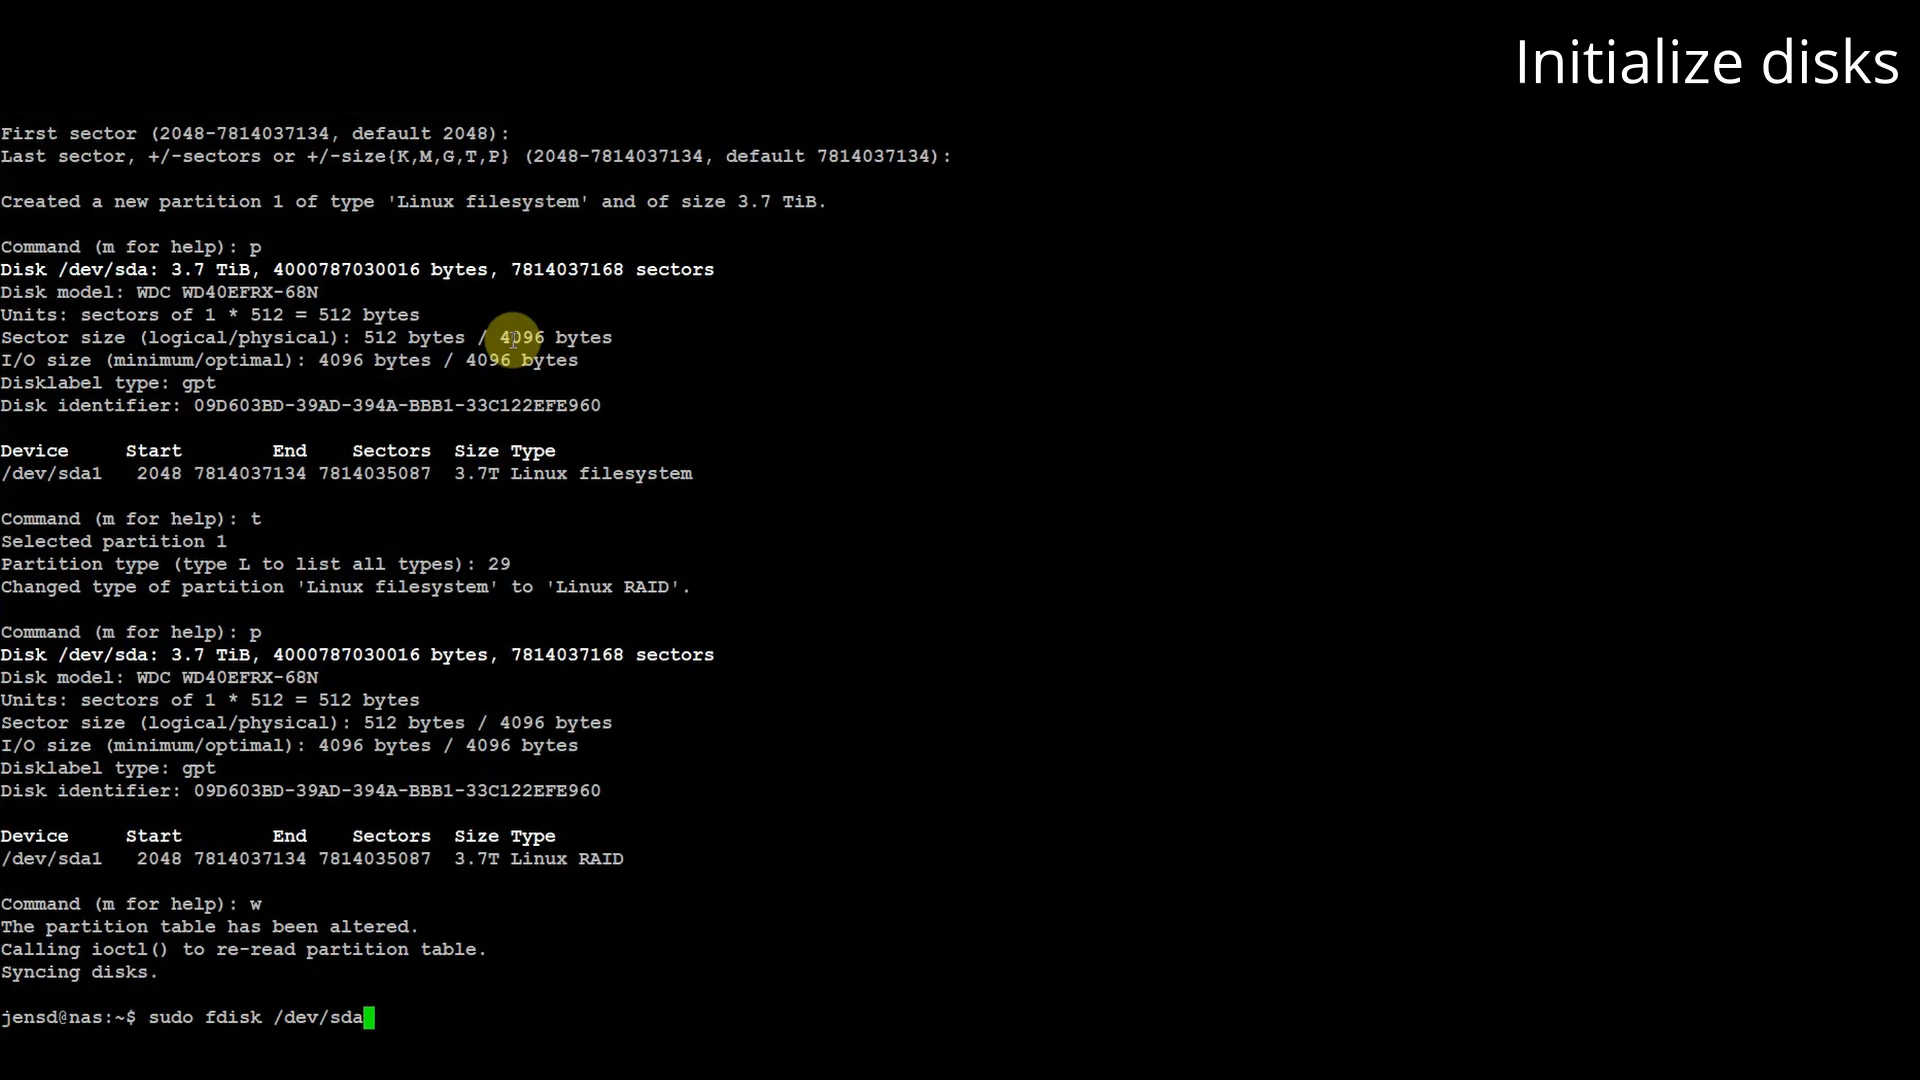 Initialize disks
First sector (2048-7814037134, default 2048):
Last sector, +/-sectors or +/-size{K,M,G,T,P} (2048-7814037134, default 7814037134):
Created a new partition 1 of type 'Linux filesystem' and of size 3.7 TiB.
Command (m for help): p
Disk /dev/sda: 3.7 TiB, 4000787030016 bytes, 7814037168 sectors
Disk model: WDC WD40EFRX-68N
Units: sectors of 1 * 512 = 512 bytes
Sector size (logical/physical): 512 bytes / 4096 bytes
I/O size (minimum/optimal): 4096 bytes / 4096 bytes
Disklabel type: gpt
Disk identifier: 09D603BD-39AD-394A-BBB1-33C122EFE960
Device     Start        End    Sectors  Size Type
/dev/sda1   2048 7814037134 7814035087  3.7T Linux filesystem
Command (m for help): t
Selected partition 1
Partition type (type L to list all types): 29
Changed type of partition 'Linux filesystem' to 'Linux RAID'.
Command (m for help): p
Disk /dev/sda: 3.7 TiB, 4000787030016 bytes, 7814037168 sectors
Disk model: WDC WD40EFRX-68N
Units: sectors of 1 * 512 = 512 bytes
Sector size (logical/physical): 512 bytes / 4096 bytes
I/O size (minimum/optimal): 4096 bytes / 4096 bytes
Disklabel type: gpt
Disk identifier: 09D603BD-39AD-394A-BBB1-33C122EFE960
Device     Start        End    Sectors  Size Type
/dev/sda1   2048 7814037134 7814035087  3.7T Linux RAID
Command (m for help): w
The partition table has been altered.
Calling ioctl() to re-read partition table.
Syncing disks.
jensd@nas:~$ sudo fdisk /dev/sda